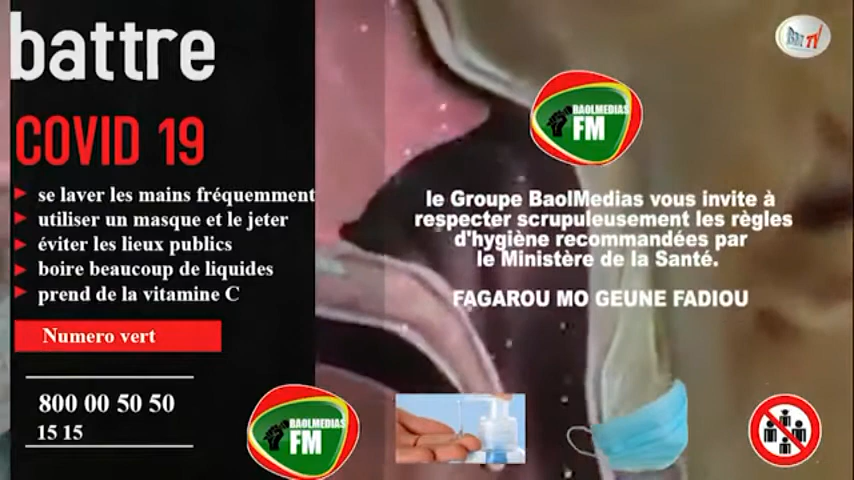 battre
COVID 19
se laver les mains fréquemment
utiliser un masque et le jeter
éviter les lieux publics
boire beaucoup de liquides
prend de la vitamine C
Numero vert
800 00 50 50
15 15
BAOLMEDIAS
FM
le Groupe BaolMedias vous invite à
respecter scrupuleusement les règles
d'hygiène recommandées par
le Ministère de la Santé.
FAGAROU MO GEUNE FADIOU
BAOLMEDIAS
FM
TV